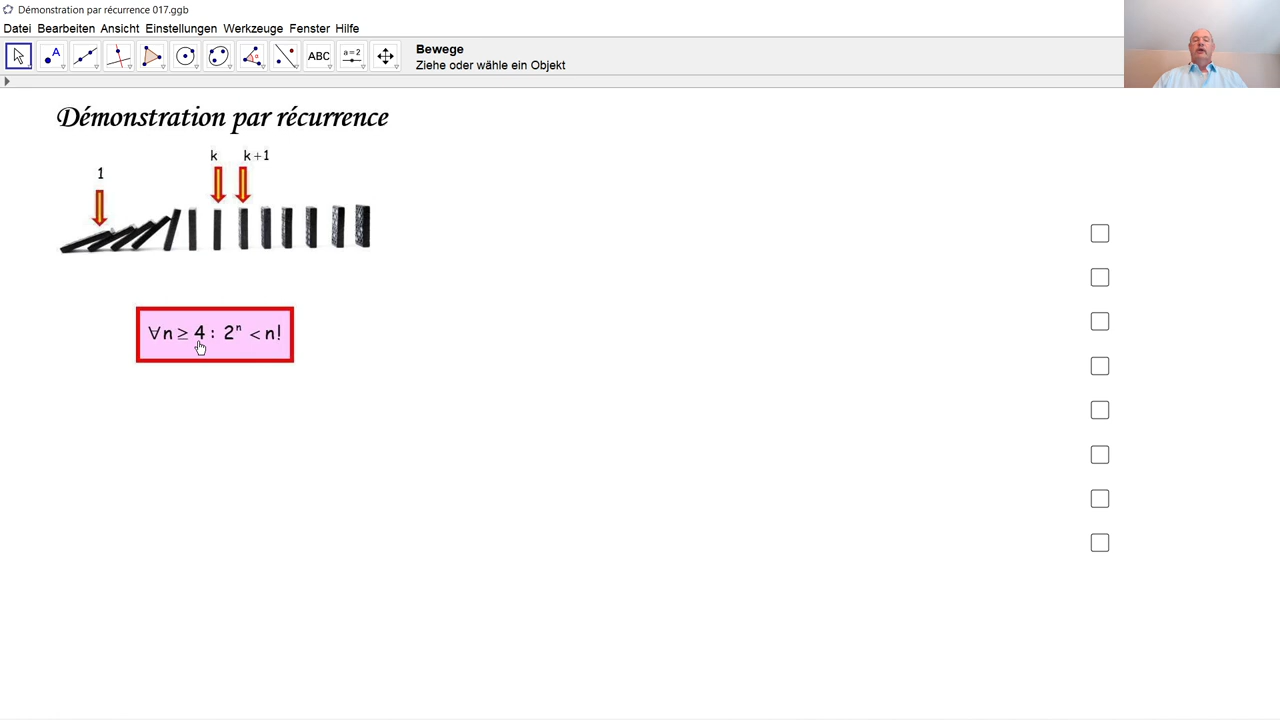 Démonstration par récurrence 017.ggb
Datei Bearbeiten Ansicht Einstellungen Werkzeuge Fenster Hilfe
A
ABC
a=2
Bewege
Ziehe oder wähle ein Objekt
Démonstration par récurrence
k k+1
1
∀n ≥ 4 : 2ⁿ < n!